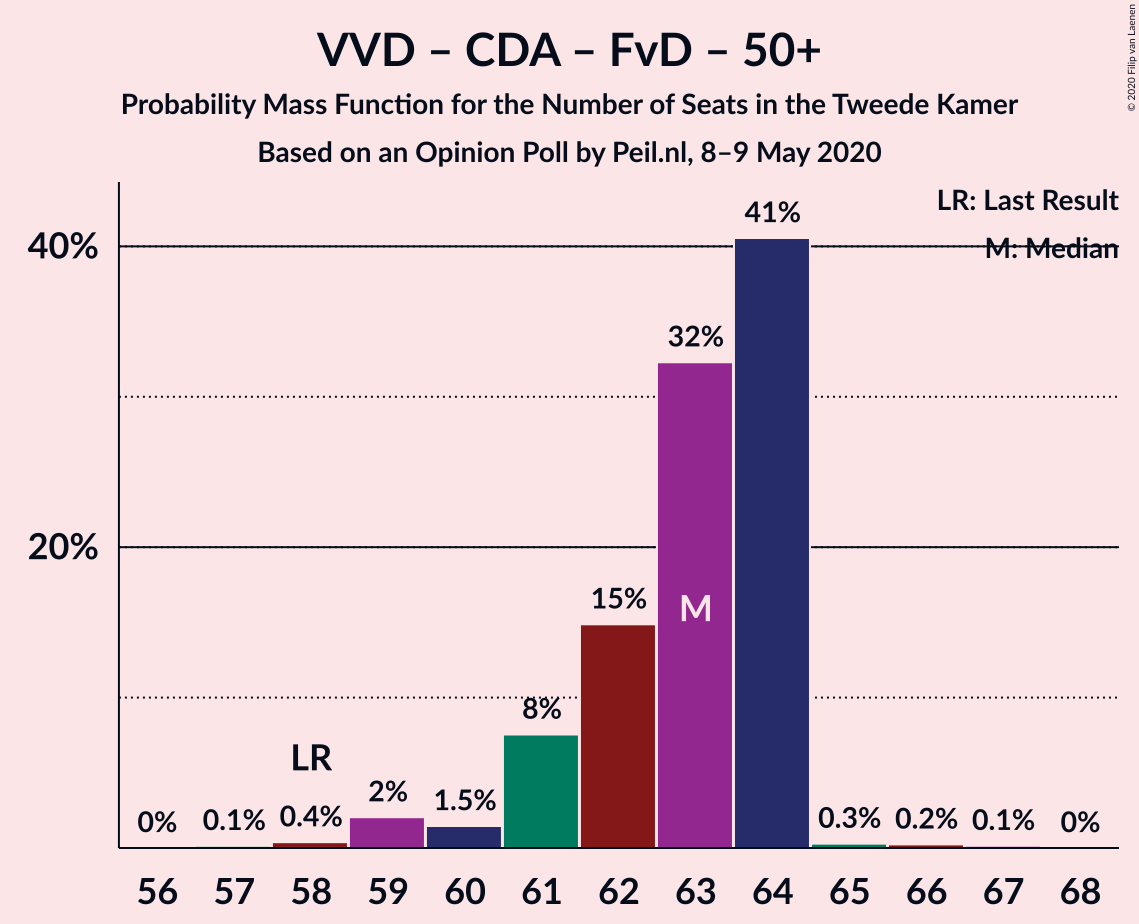 VVD – CDA – FvD – 50+
Probability Mass Function for the Number of Seats in the Tweede Kamer
Based on an Opinion Poll by Peil.nl, 8–9 May 2020
© 2020 Filip van Laenen
LR: Last Result
M: Median
40%
20%
0%
0.1%
0.4%
2%
1.5%
8%
15%
32%
41%
0.3%
0.2%
0.1%
0%
LR
M
56 57 58 59 60 61 62 63 64 65 66 67 68